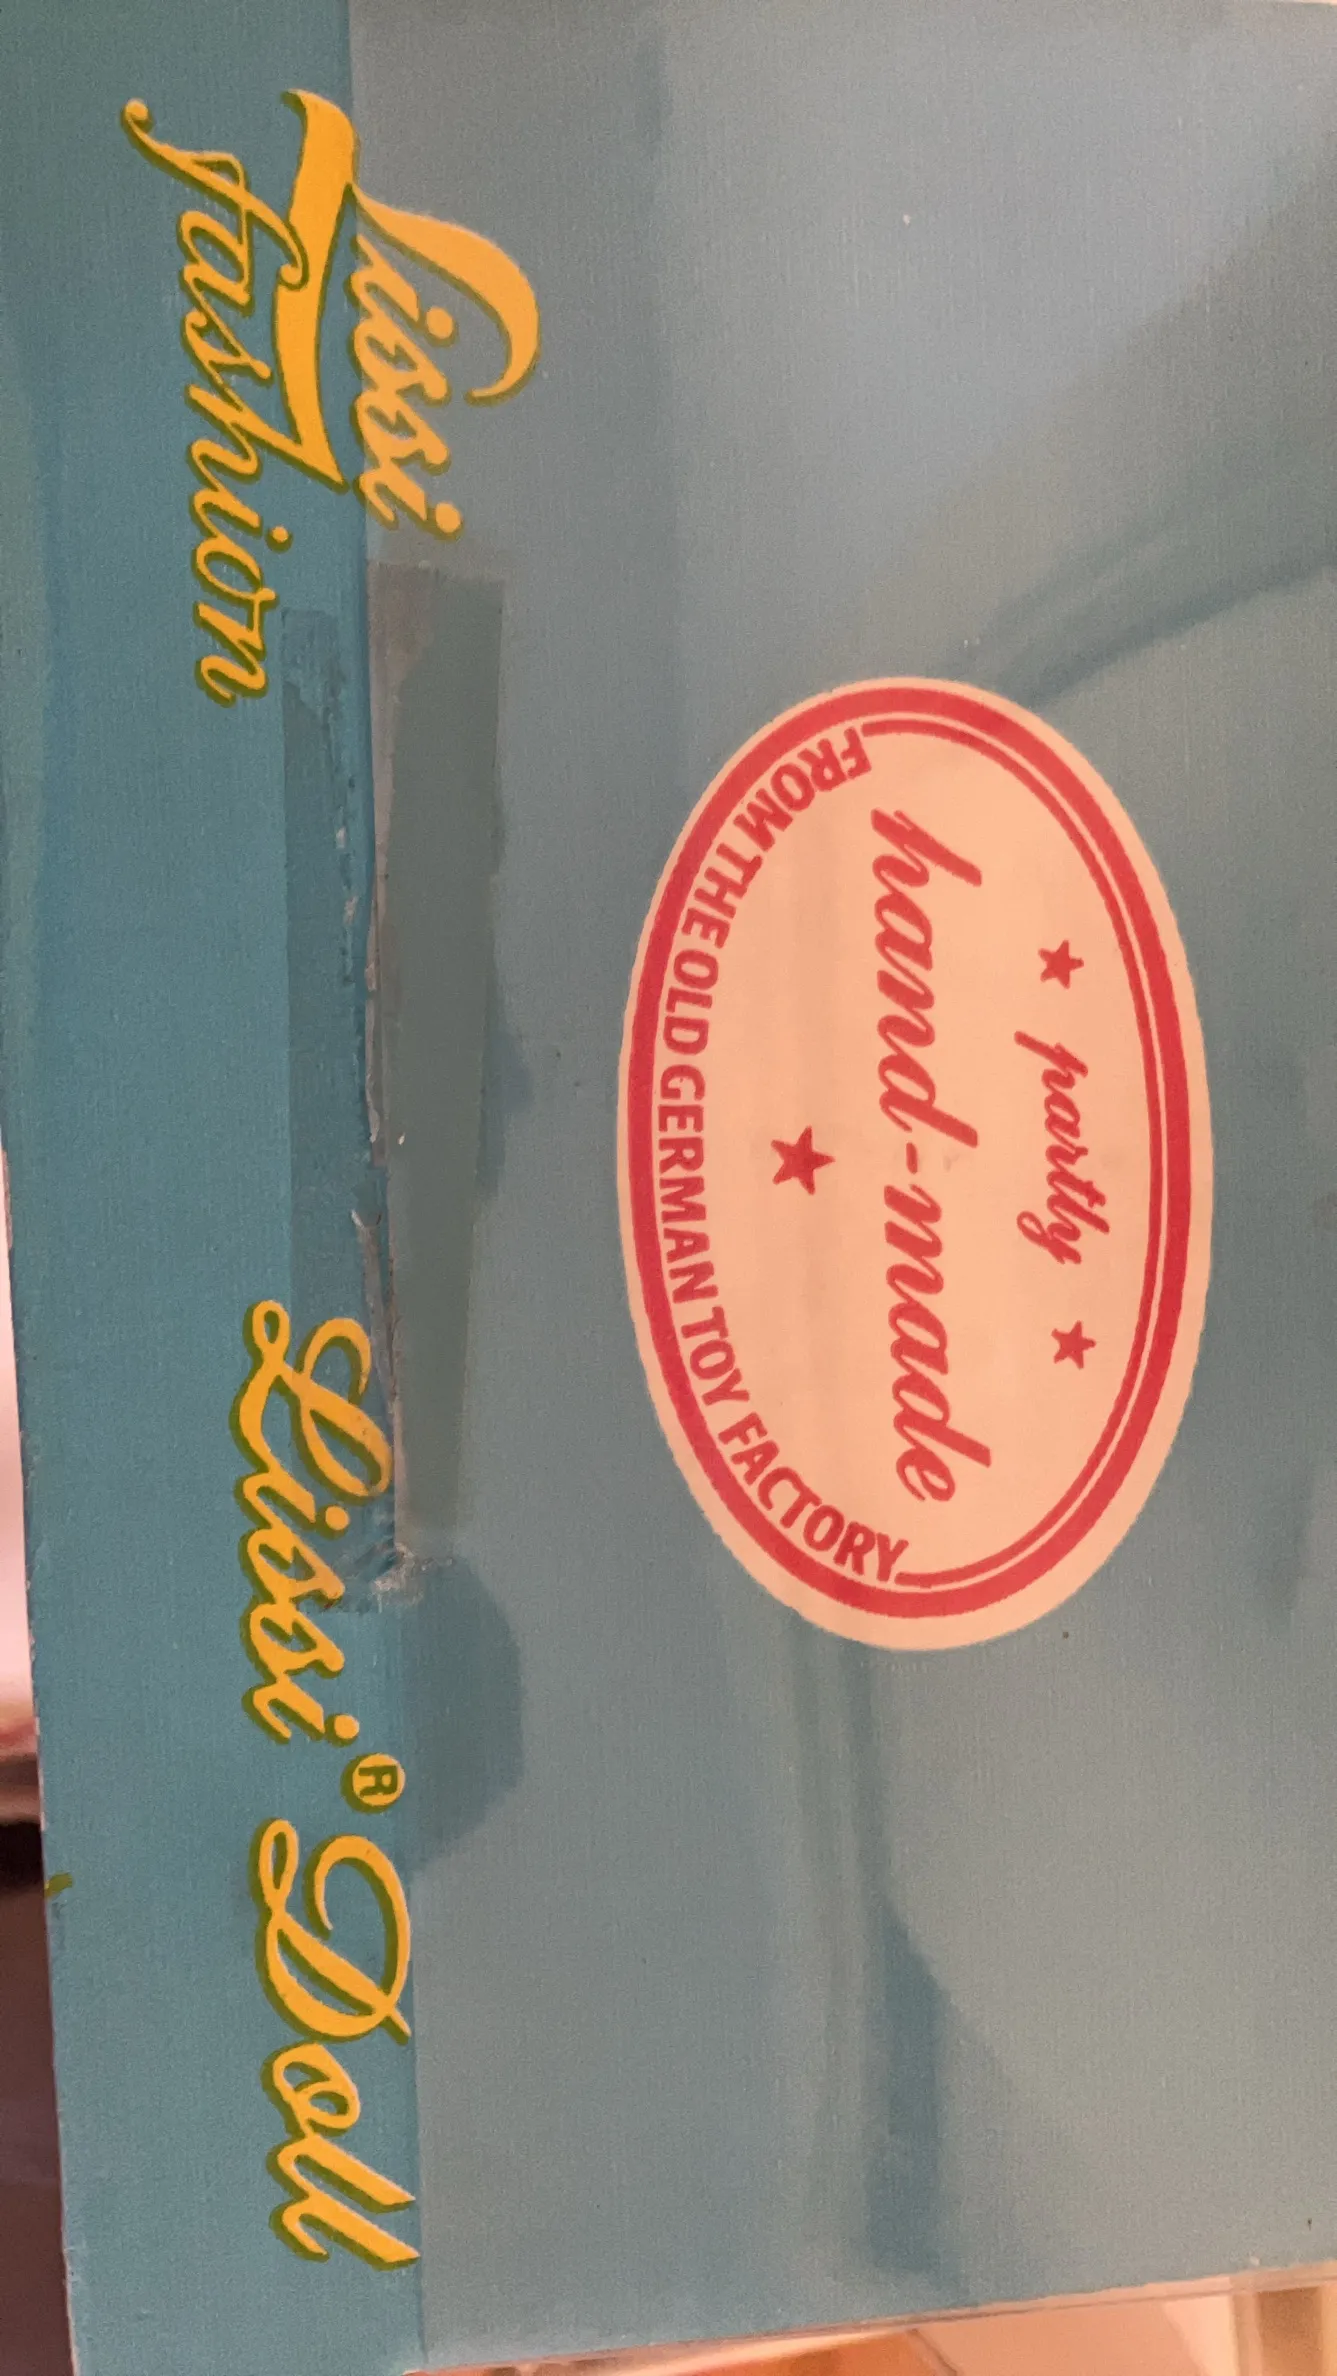 ★ partly ★
hand-made
★
FROM THE OLD GERMAN TOY FACTORY
Lissi
fashion
Lissi® Doll